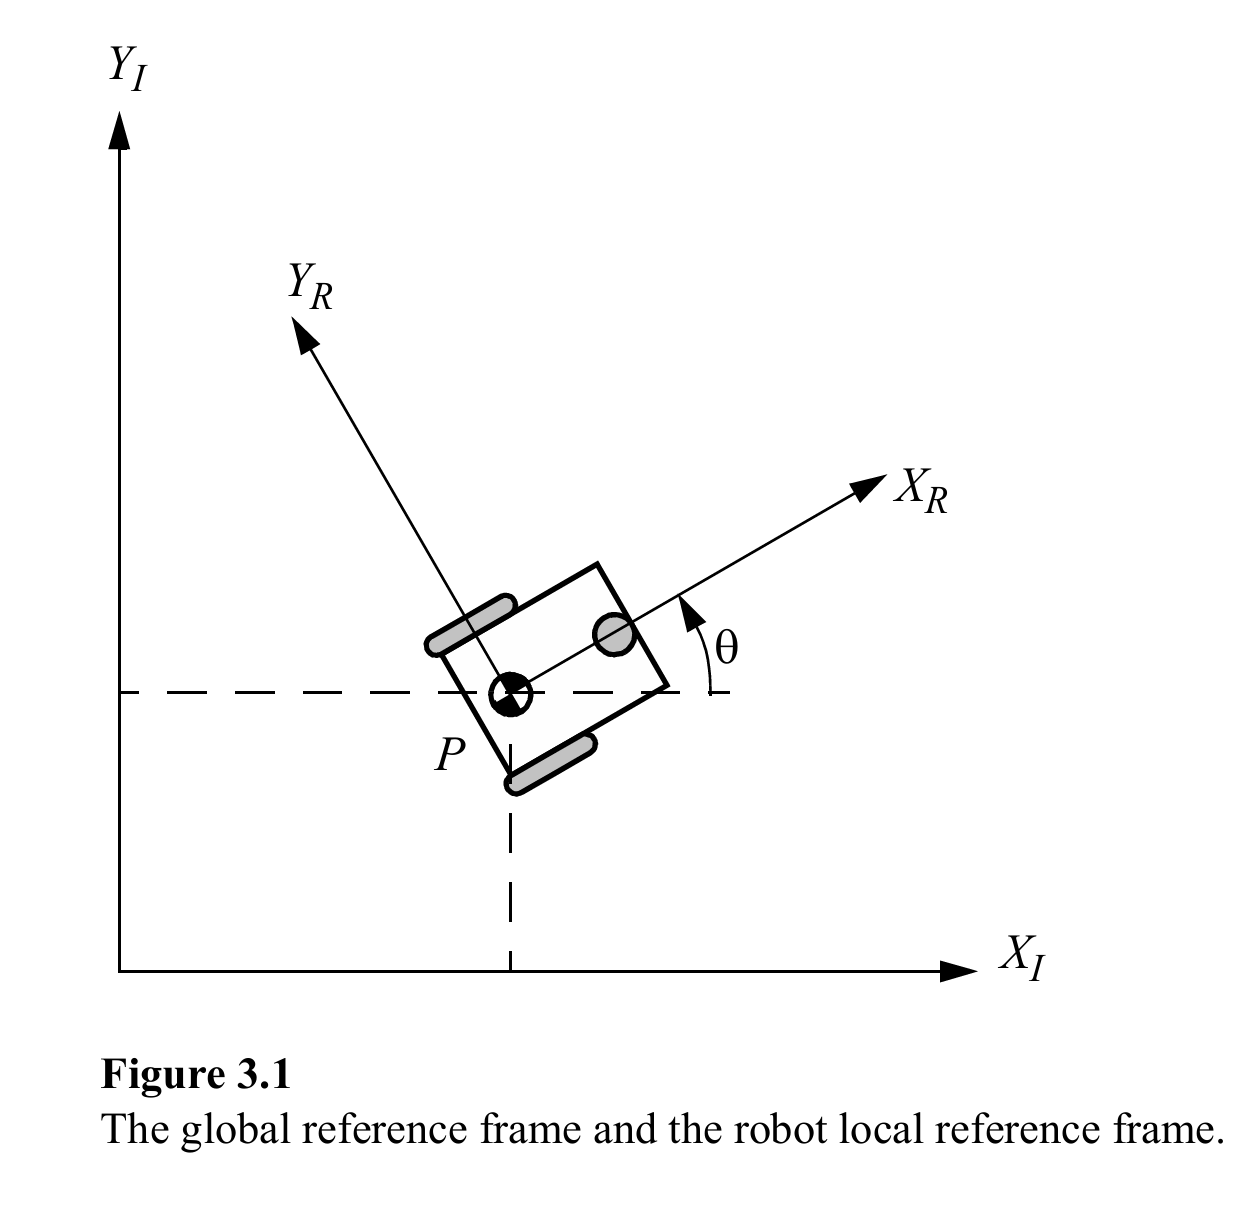 Y_I
Y_R
X_R
θ
P
X_I
Figure 3.1
The global reference frame and the robot local reference frame.